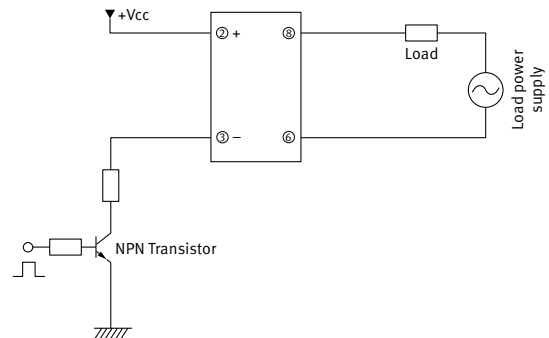 +Vcc
② +
⑧
Load
Load power
supply
③ −
⑥
NPN Transistor